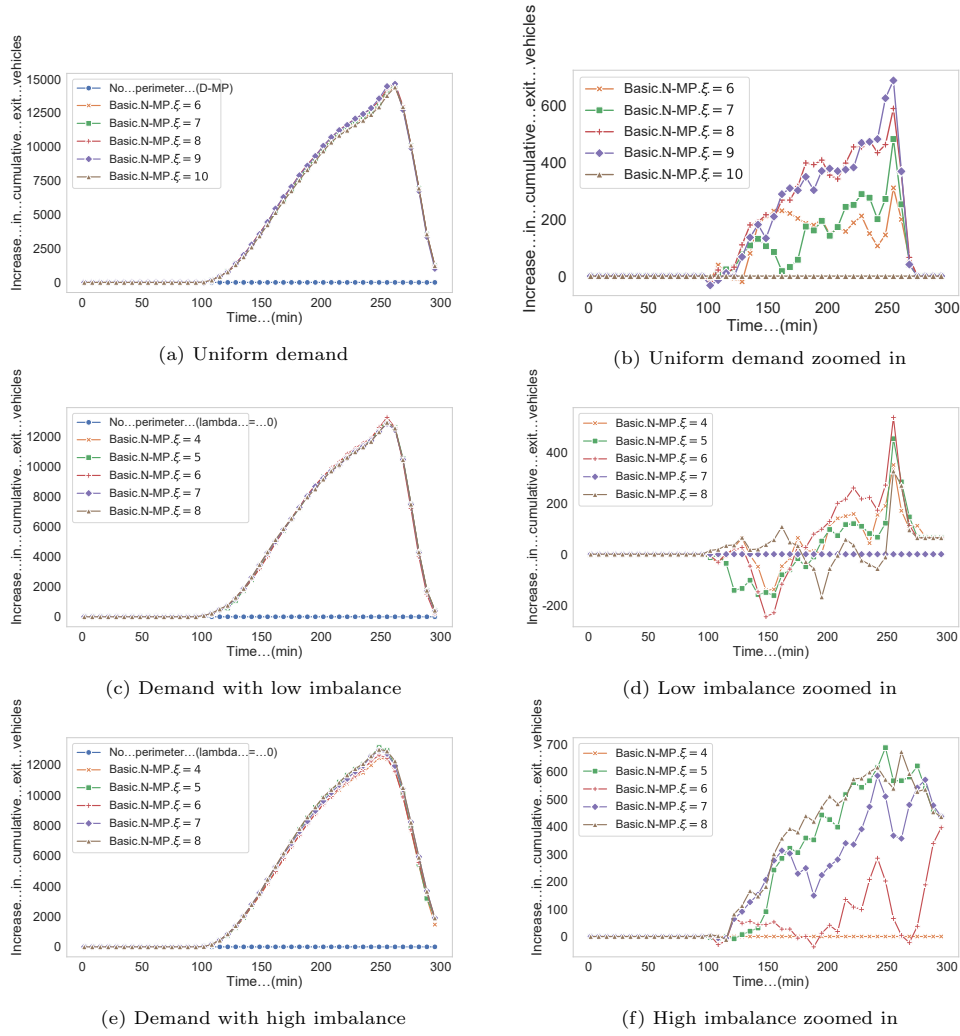 Increase...in...cumulative...exit...vehicles
15000
12500
10000
7500
5000
2500
0
No...perimeter...(D-MP)
Basic.N-MP.ξ = 6
Basic.N-MP.ξ = 7
Basic.N-MP.ξ = 8
Basic.N-MP.ξ = 9
Basic.N-MP.ξ = 10
0 50 100 150 200 250 300
Time...(min)
(a) Uniform demand
Increase...in...cumulative...exit...vehicles
600
400
200
0
Basic.N-MP.ξ = 6
Basic.N-MP.ξ = 7
Basic.N-MP.ξ = 8
Basic.N-MP.ξ = 9
Basic.N-MP.ξ = 10
0 50 100 150 200 250 300
Time...(min)
(b) Uniform demand zoomed in
Increase...in...cumulative...exit...vehicles
12000
10000
8000
6000
4000
2000
0
No...perimeter...(lambda...=...0)
Basic.N-MP.ξ = 4
Basic.N-MP.ξ = 5
Basic.N-MP.ξ = 6
Basic.N-MP.ξ = 7
Basic.N-MP.ξ = 8
0 50 100 150 200 250 300
Time...(min)
(c) Demand with low imbalance
Increase...in...cumulative...exit...vehicles
400
200
0
-200
Basic.N-MP.ξ = 4
Basic.N-MP.ξ = 5
Basic.N-MP.ξ = 6
Basic.N-MP.ξ = 7
Basic.N-MP.ξ = 8
0 50 100 150 200 250 300
Time...(min)
(d) Low imbalance zoomed in
Increase...in...cumulative...exit...vehicles
12000
10000
8000
6000
4000
2000
0
No...perimeter...(lambda...=...0)
Basic.N-MP.ξ = 4
Basic.N-MP.ξ = 5
Basic.N-MP.ξ = 6
Basic.N-MP.ξ = 7
Basic.N-MP.ξ = 8
0 50 100 150 200 250 300
Time...(min)
(e) Demand with high imbalance
Increase...in...cumulative...exit...vehicles
700
600
500
400
300
200
100
0
Basic.N-MP.ξ = 4
Basic.N-MP.ξ = 5
Basic.N-MP.ξ = 6
Basic.N-MP.ξ = 7
Basic.N-MP.ξ = 8
0 50 100 150 200 250 300
Time...(min)
(f) High imbalance zoomed in